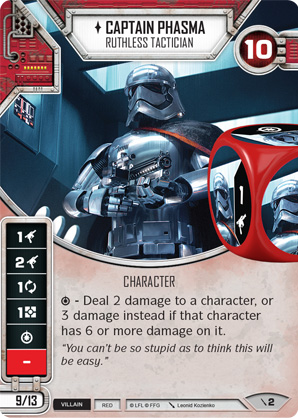 CAPTAIN PHASMA
RUTHLESS TACTICIAN
10
1
1
2
1
1
-
CHARACTER
- Deal 2 damage to a character, or
3 damage instead if that character
has 6 or more damage on it.
"You can't be so stupid as to think this will
be easy."
9/13
VILLAIN
RED
© LFL © FFG
Leonid Kozienko
2